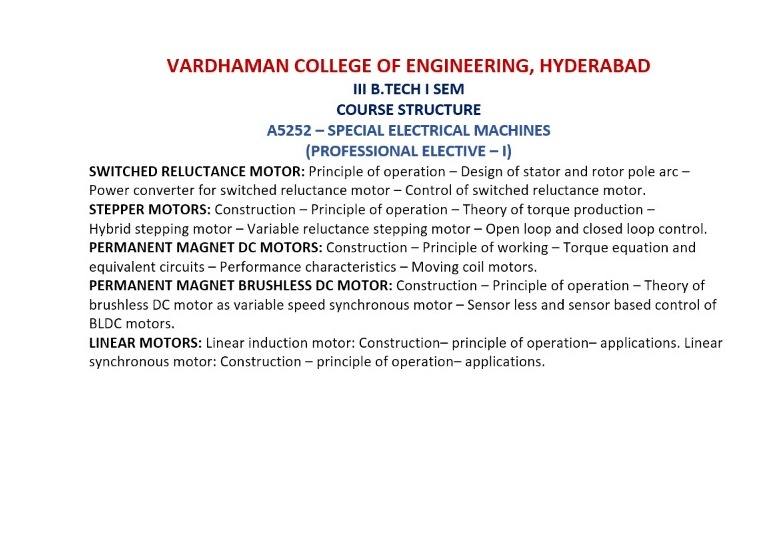 VARDHAMAN COLLEGE OF ENGINEERING, HYDERABAD
III B.TECH I SEM
COURSE STRUCTURE
A5252 – SPECIAL ELECTRICAL MACHINES
(PROFESSIONAL ELECTIVE – I)
SWITCHED RELUCTANCE MOTOR: Principle of operation – Design of stator and rotor pole arc –
Power converter for switched reluctance motor – Control of switched reluctance motor.
STEPPER MOTORS: Construction – Principle of operation – Theory of torque production –
Hybrid stepping motor – Variable reluctance stepping motor – Open loop and closed loop control.
PERMANENT MAGNET DC MOTORS: Construction – Principle of working – Torque equation and
equivalent circuits – Performance characteristics – Moving coil motors.
PERMANENT MAGNET BRUSHLESS DC MOTOR: Construction – Principle of operation – Theory of
brushless DC motor as variable speed synchronous motor – Sensor less and sensor based control of
BLDC motors.
LINEAR MOTORS: Linear induction motor: Construction– principle of operation– applications. Linear
synchronous motor: Construction – principle of operation– applications.